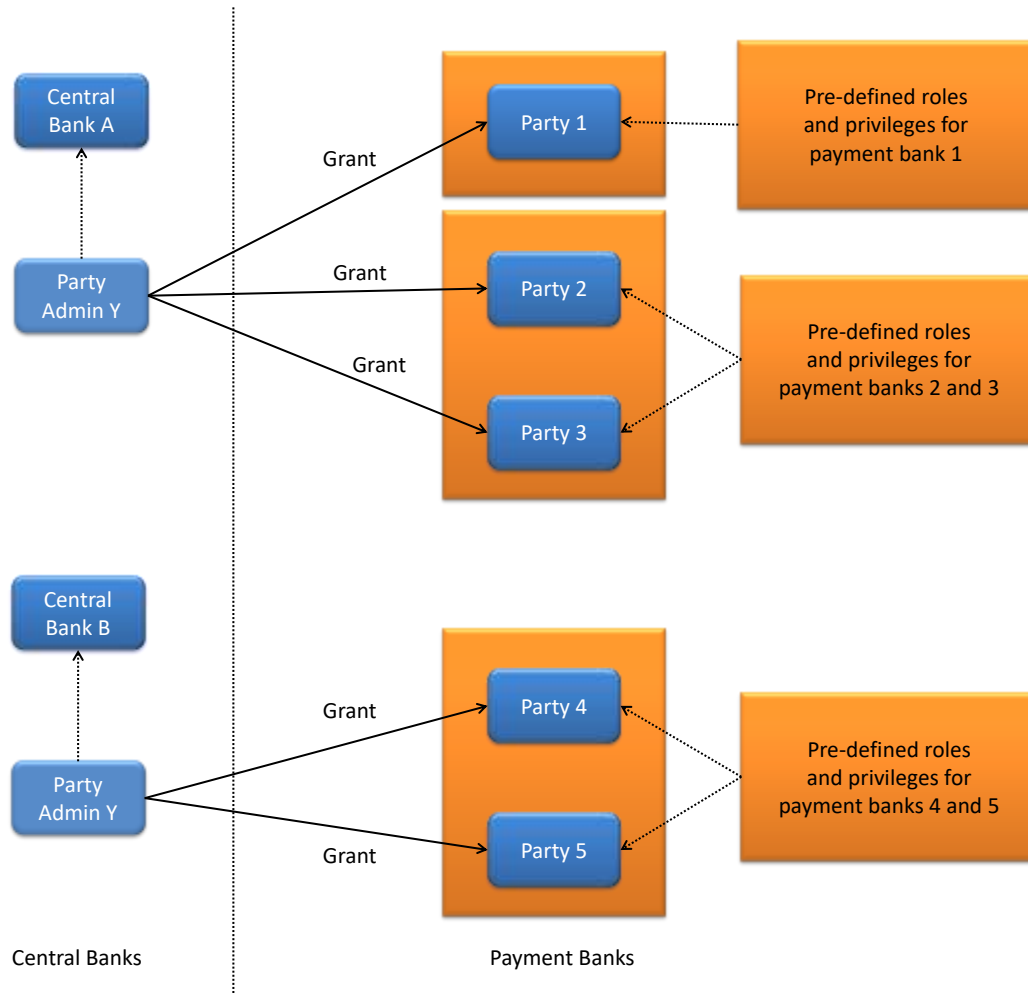 Central
Bank A
Party 1
Pre-defined roles
and privileges for
payment bank 1
Grant
Party
Admin Y
Grant
Party 2
Grant
Party 3
Pre-defined roles
and privileges for
payment banks 2 and 3
Central
Bank B
Grant
Party 4
Party
Admin Y
Grant
Party 5
Pre-defined roles
and privileges for
payment banks 4 and 5
Central Banks
Payment Banks